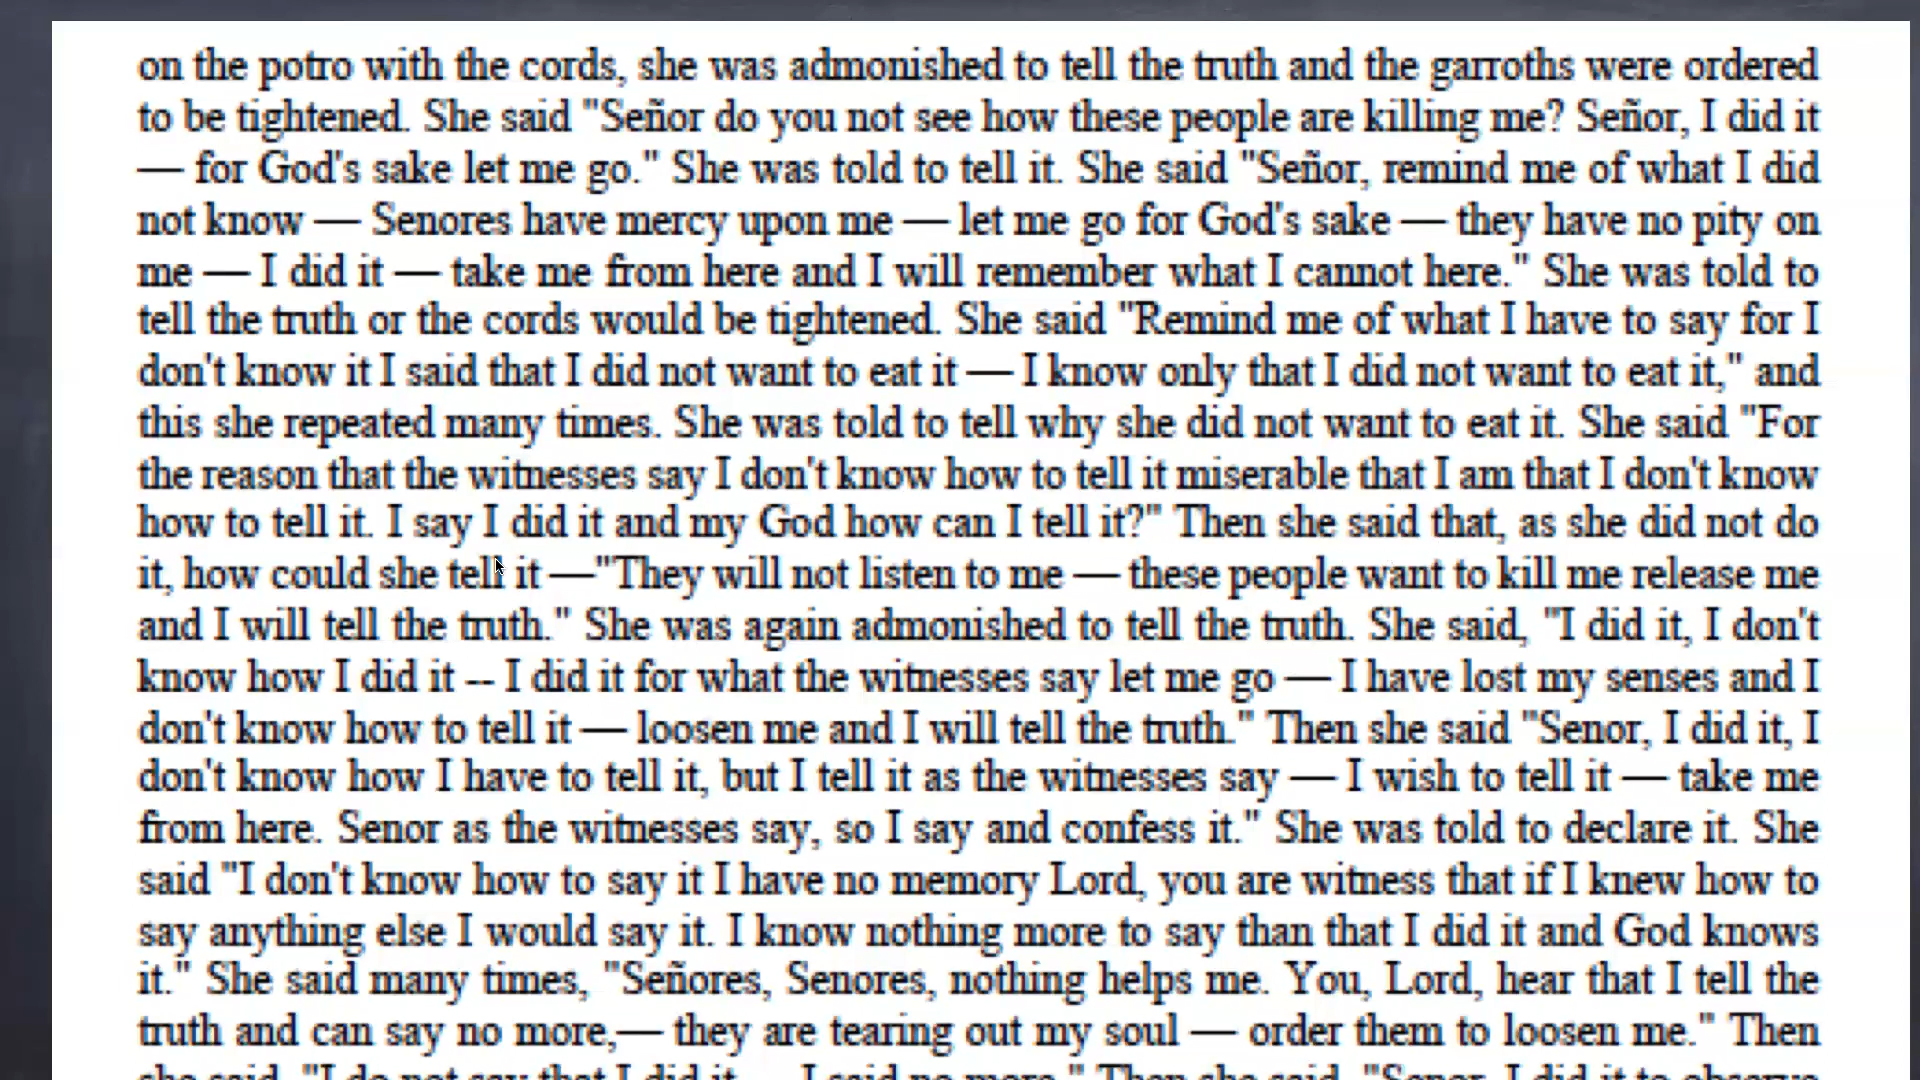 on the potro with the cords, she was admonished to tell the truth and the garroths were ordered
to be tightened. She said "Señor do you not see how these people are killing me? Señor, I did it
— for God's sake let me go." She was told to tell it. She said "Señor, remind me of what I did
not know — Senores have mercy upon me — let me go for God's sake — they have no pity on
me — I did it — take me from here and I will remember what I cannot here." She was told to
tell the truth or the cords would be tightened. She said "Remind me of what I have to say for I
don't know it I said that I did not want to eat it — I know only that I did not want to eat it," and
this she repeated many times. She was told to tell why she did not want to eat it. She said "For
the reason that the witnesses say I don't know how to tell it miserable that I am that I don't know
how to tell it. I say I did it and my God how can I tell it?" Then she said that, as she did not do
it, how could she tell it —"They will not listen to me — these people want to kill me release me
and I will tell the truth." She was again admonished to tell the truth. She said, "I did it, I don't
know how I did it -- I did it for what the witnesses say let me go — I have lost my senses and I
don't know how to tell it — loosen me and I will tell the truth." Then she said "Senor, I did it, I
don't know how I have to tell it, but I tell it as the witnesses say — I wish to tell it — take me
from here. Senor as the witnesses say, so I say and confess it." She was told to declare it. She
said "I don't know how to say it I have no memory Lord, you are witness that if I knew how to
say anything else I would say it. I know nothing more to say than that I did it and God knows
it." She said many times, "Señores, Senores, nothing helps me. You, Lord, hear that I tell the
truth and can say no more,— they are tearing out my soul — order them to loosen me." Then
she said, "I do not say that I did it — I said no more." Then she said, "Senor, I did it to observe